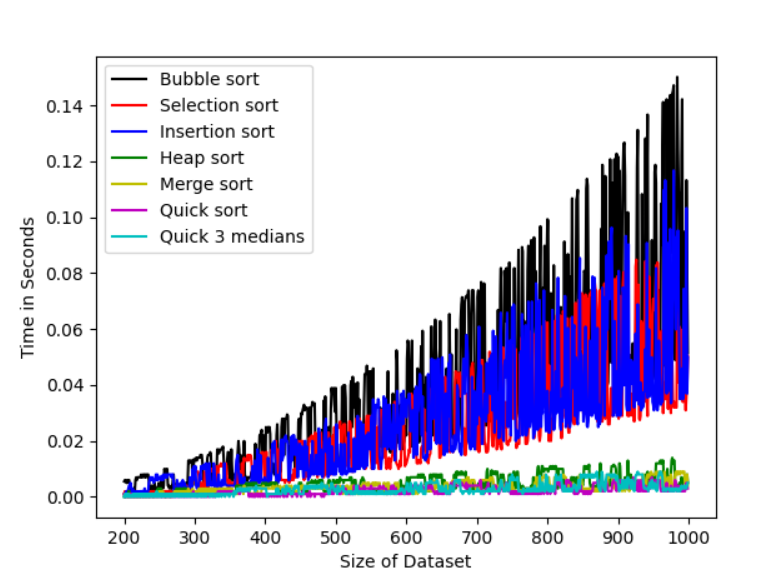 Bubble sort
Selection sort
Insertion sort
Heap sort
Merge sort
Quick sort
Quick 3 medians
0.14
0.12
0.10
0.08
0.06
0.04
0.02
0.00
Time in Seconds
200 300 400 500 600 700 800 900 1000
Size of Dataset